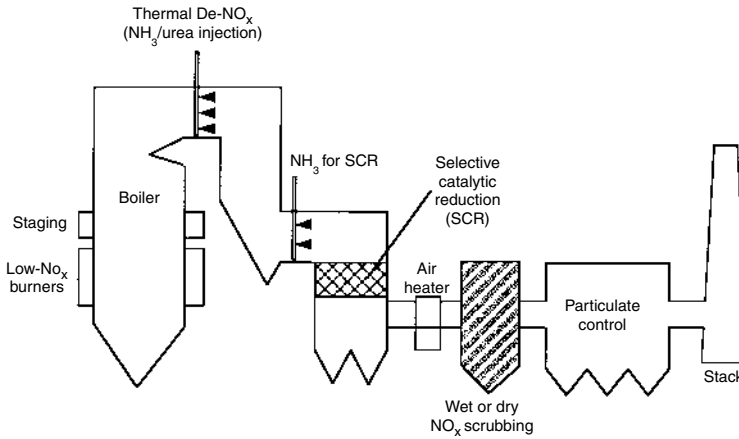 Thermal De-NOx
(NH3/urea injection)
NH3 for SCR
Selective
catalytic
reduction
(SCR)
Boiler
Staging
Low-Nox
burners
Air
heater
Particulate
control
Stack
Wet or dry
NOx scrubbing